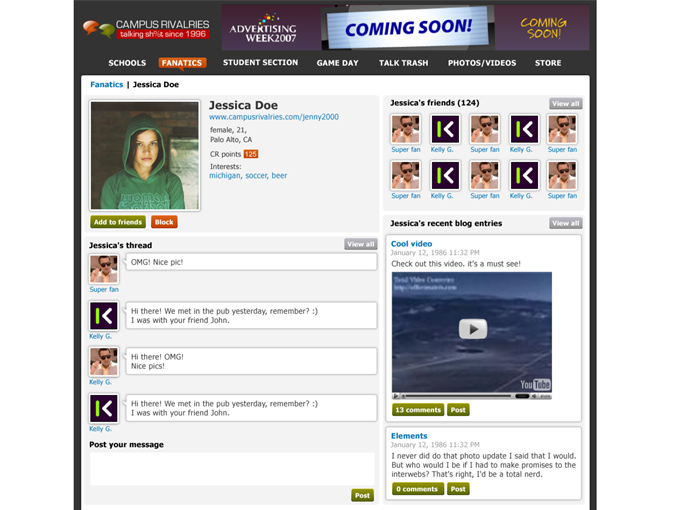 CAMPUS RIVALRIES
talking sh%t since 1996
ADVERTISING
WEEK2007
COMING SOON!
COMING
SOON!
SCHOOLS
FANATICS
STUDENT SECTION
GAME DAY
TALK TRASH
PHOTOS/VIDEOS
STORE
Fanatics | Jessica Doe
Jessica Doe
www.campusrivalries.com/jenny2000
female, 21,
Palo Alto, CA
CR points 125
Interests:
michigan, soccer, beer
Add to friends
Block
Jessica's thread
View all
OMG! Nice pic!
Super fan
Hi there! We met in the pub yesterday, remember? :)
I was with your friend John.
Kelly G.
Hi there! OMG!
Nice pics!
Kelly G.
Hi there! We met in the pub yesterday, remember? :)
I was with your friend John.
Kelly G.
Post your message
Post
Jessica's friends (124)
View all
Super fan
Kelly G.
Super fan
Kelly G.
Super fan
Super fan
Kelly G.
Super fan
Kelly G.
Super fan
Jessica's recent blog entries
View all
Cool video
January 12, 1986 11:32 PM
Check out this video. it's a must see!
Total Video Converter
YouTube
13 comments
Post
Elements
January 12, 1986 11:32 PM
I never did do that photo update I said that I would.
But who would I be if I had to make promises to the
interwebs? That's right, I'd be a total nerd.
0 comments
Post